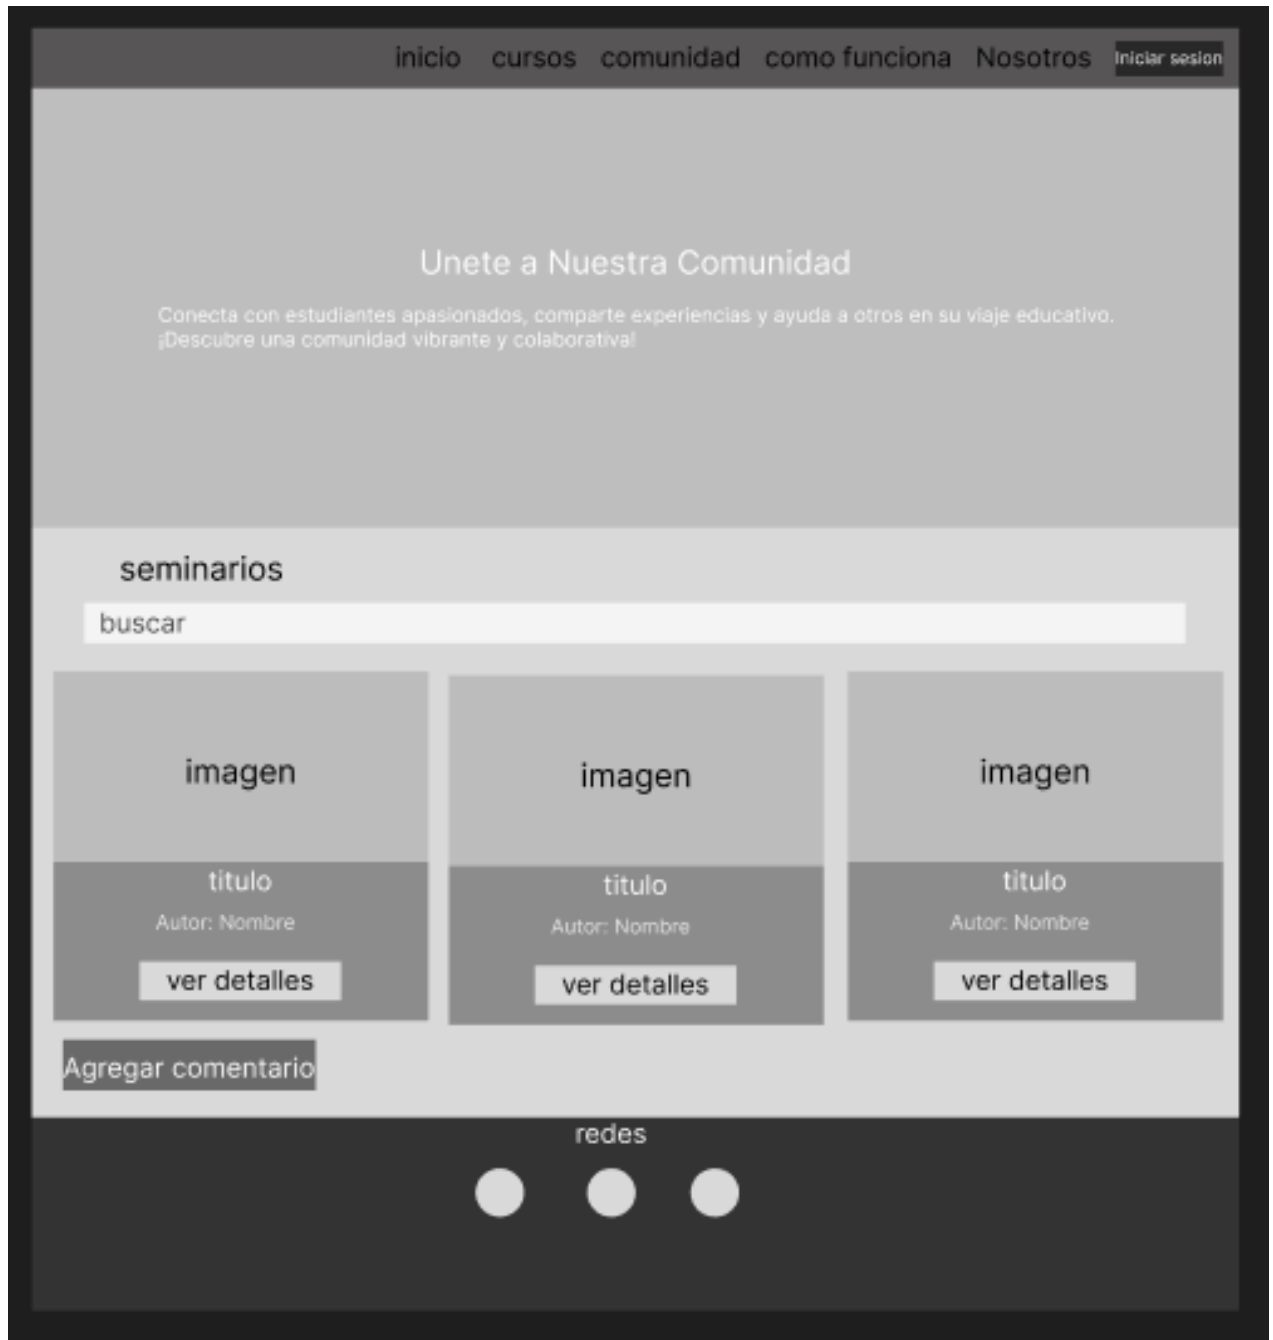 inicio cursos comunidad como funciona Nosotros Iniciar sesion
Unete a Nuestra Comunidad
Conecta con estudiantes apasionados, comparte experiencias y ayuda a otros en su viaje educativo.
¡Descubre una comunidad vibrante y colaborativa!
seminarios
buscar
imagen imagen imagen
titulo titulo titulo
Autor: Nombre Autor: Nombre Autor: Nombre
ver detalles ver detalles ver detalles
Agregar comentario
redes